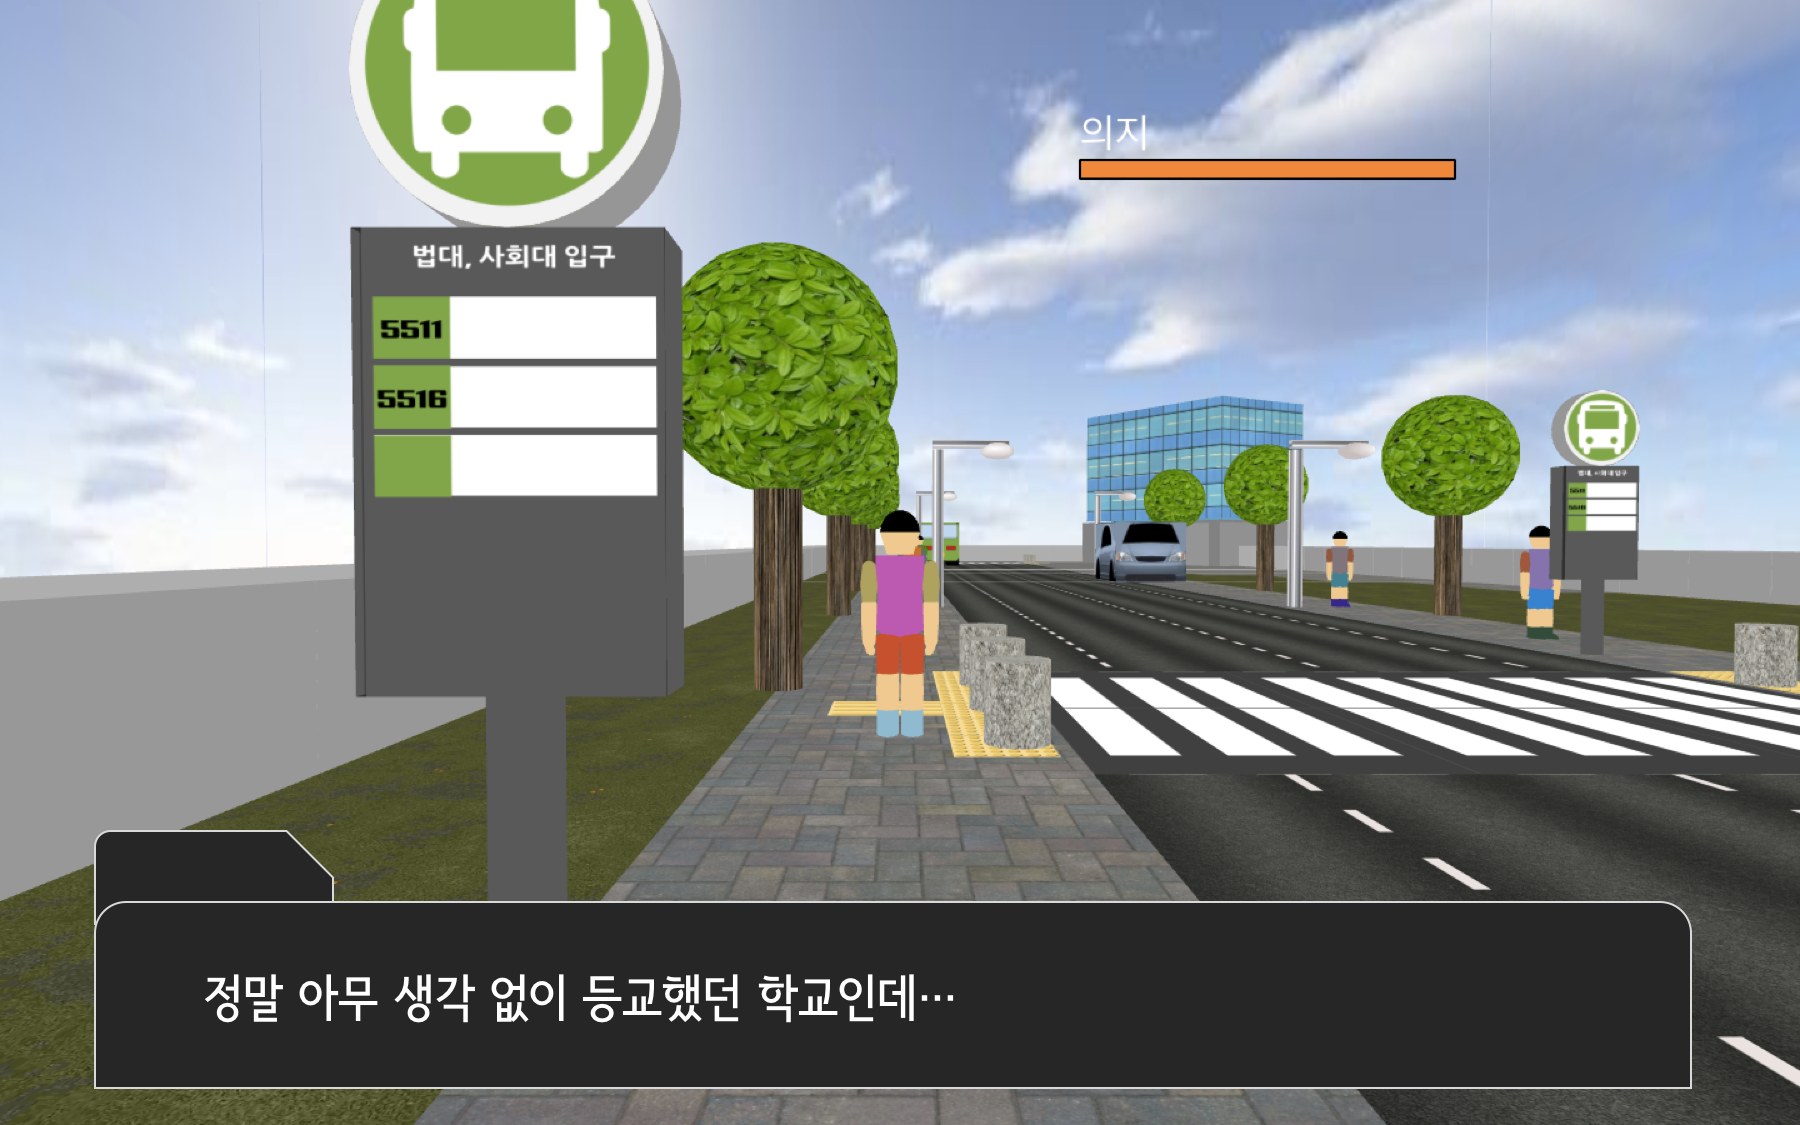 의지
법대, 사회대 입구
5511
5516
정말 아무 생각 없이 등교했던 학교인데…